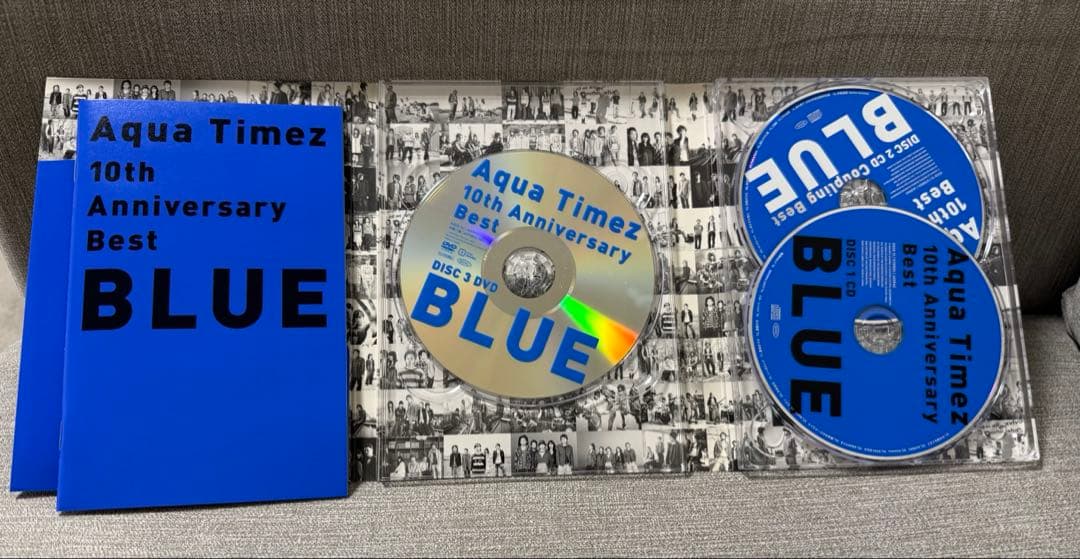 Aqua Timez
10th
Anniversary
Best
BLUE
Aqua Timez
10th Anniversary
Best
DVD
DISC 3 DVD
BLUE
BLUE
DISC 2 CD Coupling Best
Best
10th
A
Aqua Timez
10th Anniversary
Best
DISC 1 CD
BLUE